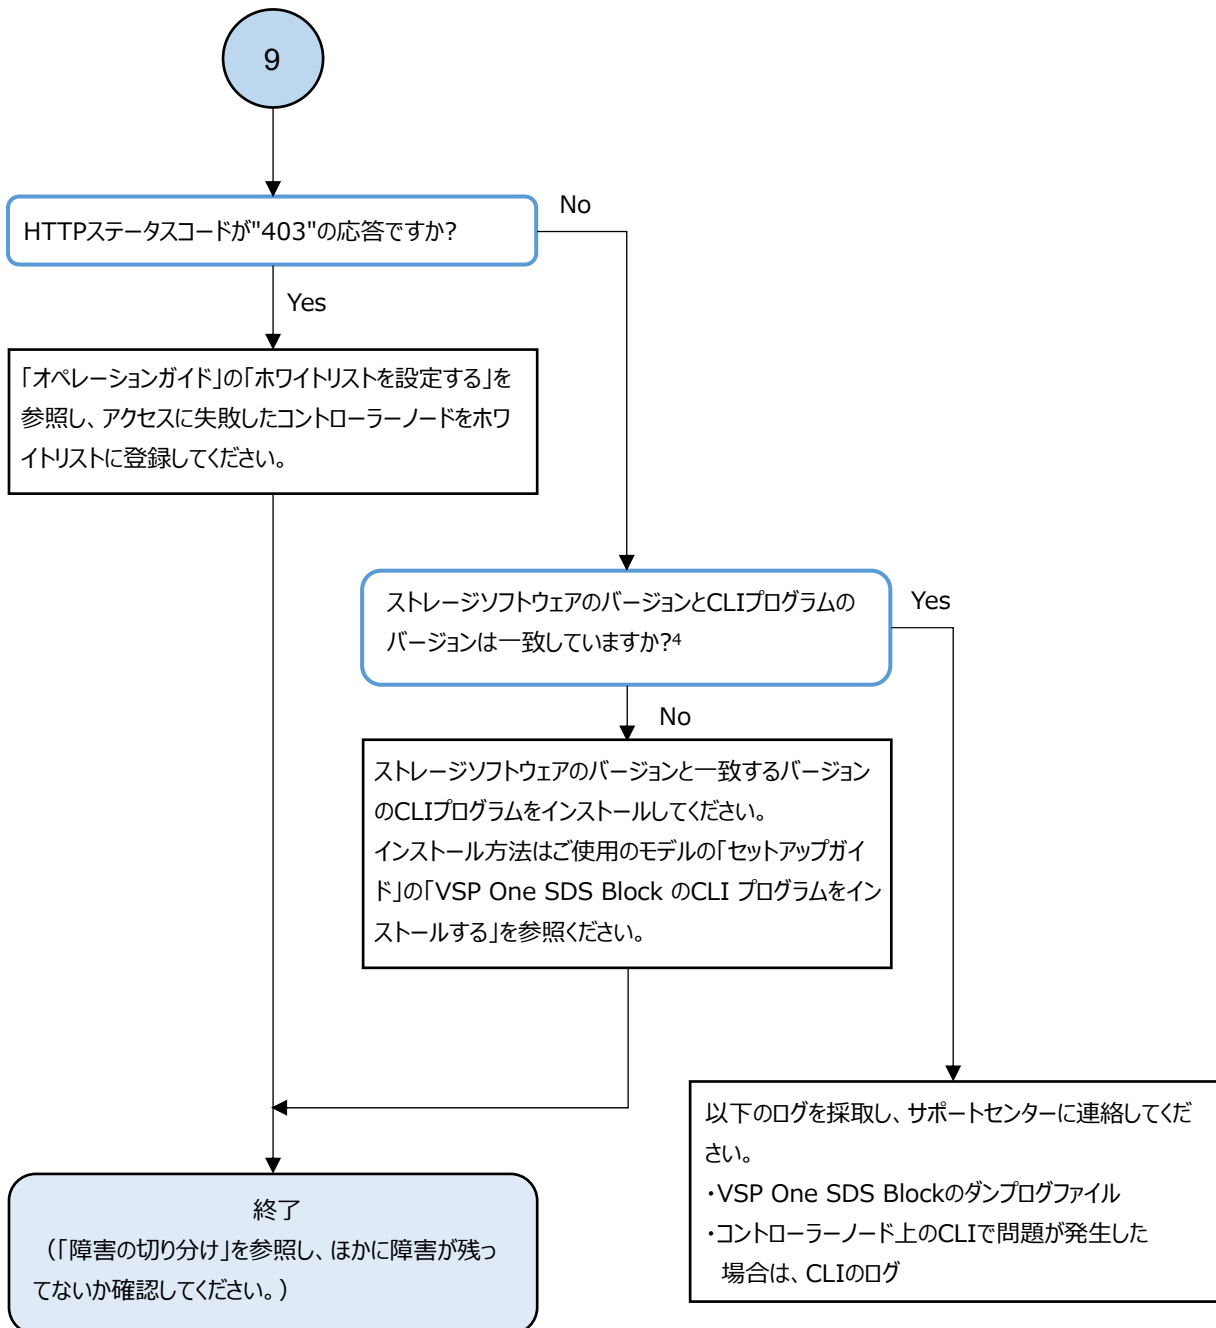 9
HTTPステータスコードが"403"の応答ですか?
No
Yes
「オペレーションガイド」の「ホワイトリストを設定する」を
参照し、アクセスに失敗したコントローラーノードをホワ
イトリストに登録してください。
ストレージソフトウェアのバージョンとCLIプログラムの
バージョンは一致していますか?4
Yes
No
ストレージソフトウェアのバージョンと一致するバージョン
のCLIプログラムをインストールしてください。
インストール方法はご使用のモデルの「セットアップガイ
ド」の「VSP One SDS Block のCLI プログラムをイン
ストールする」を参照ください。
以下のログを採取し、サポートセンターに連絡してくだ
さい。
・VSP One SDS Blockのダンプログファイル
・コントローラーノード上のCLIで問題が発生した
場合は、CLIのログ
終了
（「障害の切り分け」を参照し、ほかに障害が残っ
てないか確認してください。）